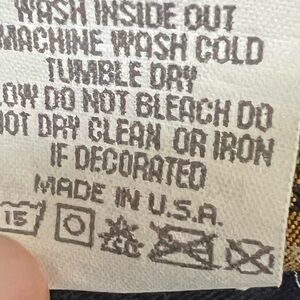 WASH INSIDE OUT
MACHINE WASH COLD
TUMBLE DRY
LOW DO NOT BLEACH DO
NOT DRY CLEAN OR IRON
IF DECORATED
MADE IN U.S.A.
15